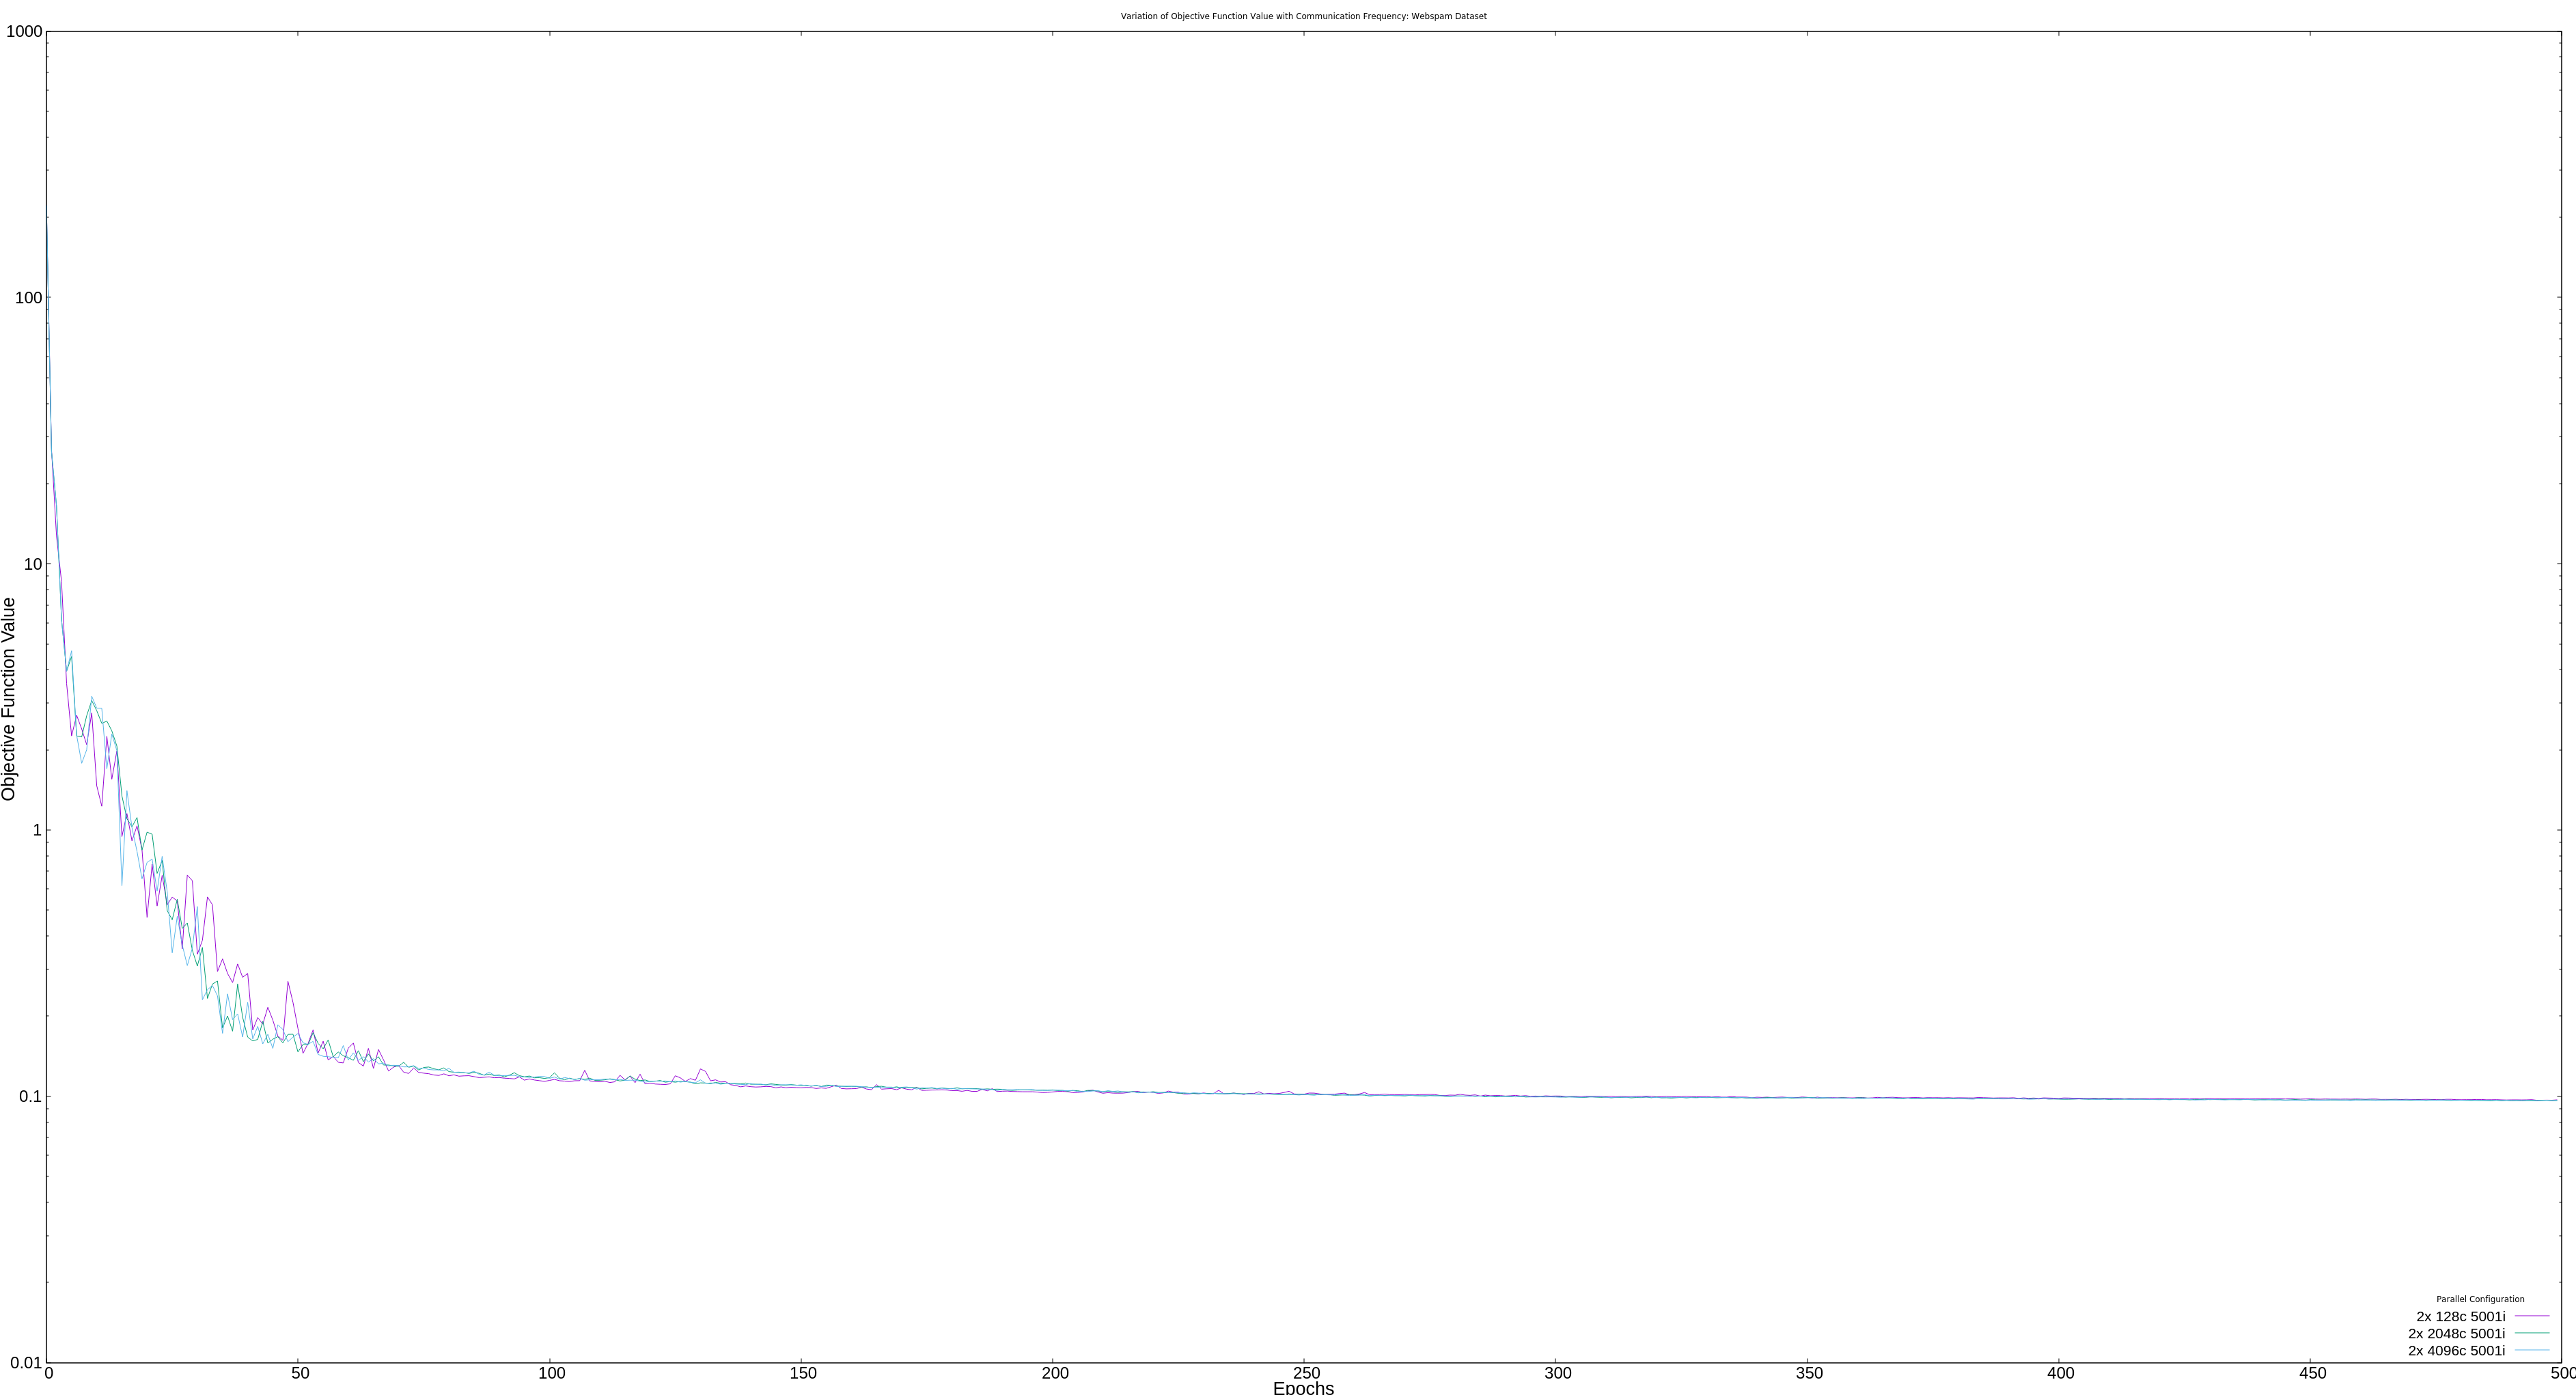 Variation of Objective Function Value with Communication Frequency: Webspam Dataset
1000
100
10
1
0.1
0.01
Objective Function Value
0 50 100 150 200 250 300 350 400 450 500
Epochs
Parallel Configuration
2x 128c 5001i
2x 2048c 5001i
2x 4096c 5001i